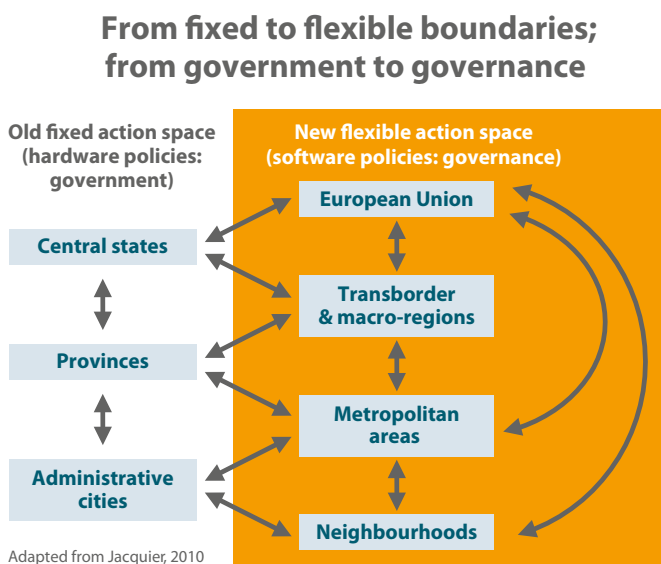 From fixed to flexible boundaries;
from government to governance
Old fixed action space
(hardware policies:
government)
New flexible action space
(software policies: governance)
European Union
Central states
Transborder
& macro-regions
Provinces
Metropolitan
areas
Administrative
cities
Neighbourhoods
Adapted from Jacquier, 2010